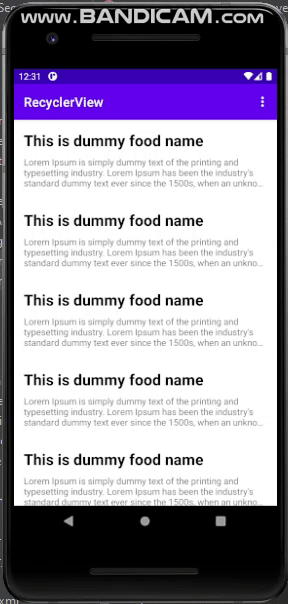 www.BANDICAM.com
12:31
RecyclerView
This is dummy food name
Lorem Ipsum is simply dummy text of the printing and
typesetting industry. Lorem Ipsum has been the industry's
standard dummy text ever since the 1500s, when an unkno...
This is dummy food name
Lorem Ipsum is simply dummy text of the printing and
typesetting industry. Lorem Ipsum has been the industry's
standard dummy text ever since the 1500s, when an unkno...
This is dummy food name
Lorem Ipsum is simply dummy text of the printing and
typesetting industry. Lorem Ipsum has been the industry's
standard dummy text ever since the 1500s, when an unkno...
This is dummy food name
Lorem Ipsum is simply dummy text of the printing and
typesetting industry. Lorem Ipsum has been the industry's
standard dummy text ever since the 1500s, when an unkno...
This is dummy food name
Lorem Ipsum is simply dummy text of the printing and
typesetting industry. Lorem Ipsum has been the industry's
standard dummy text ever since the 1500s, when an unkno...